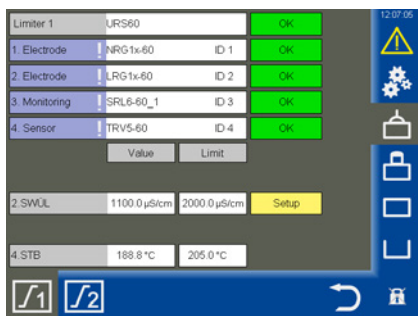 12:07:05
Limiter 1 URS60 OK
1. Electrode ! NRG1x-60 ID 1 OK
2. Electrode ! LRG1x-60 ID 2 OK
3. Monitoring ! SRL6-60_1 ID 3 OK
4. Sensor ! TRV5-60 ID 4 OK
Value Limit
2.SWÜL 1100.0 µS/cm 2000.0 µS/cm Setup
4.STB 188.8 °C 205.0 °C
1 2